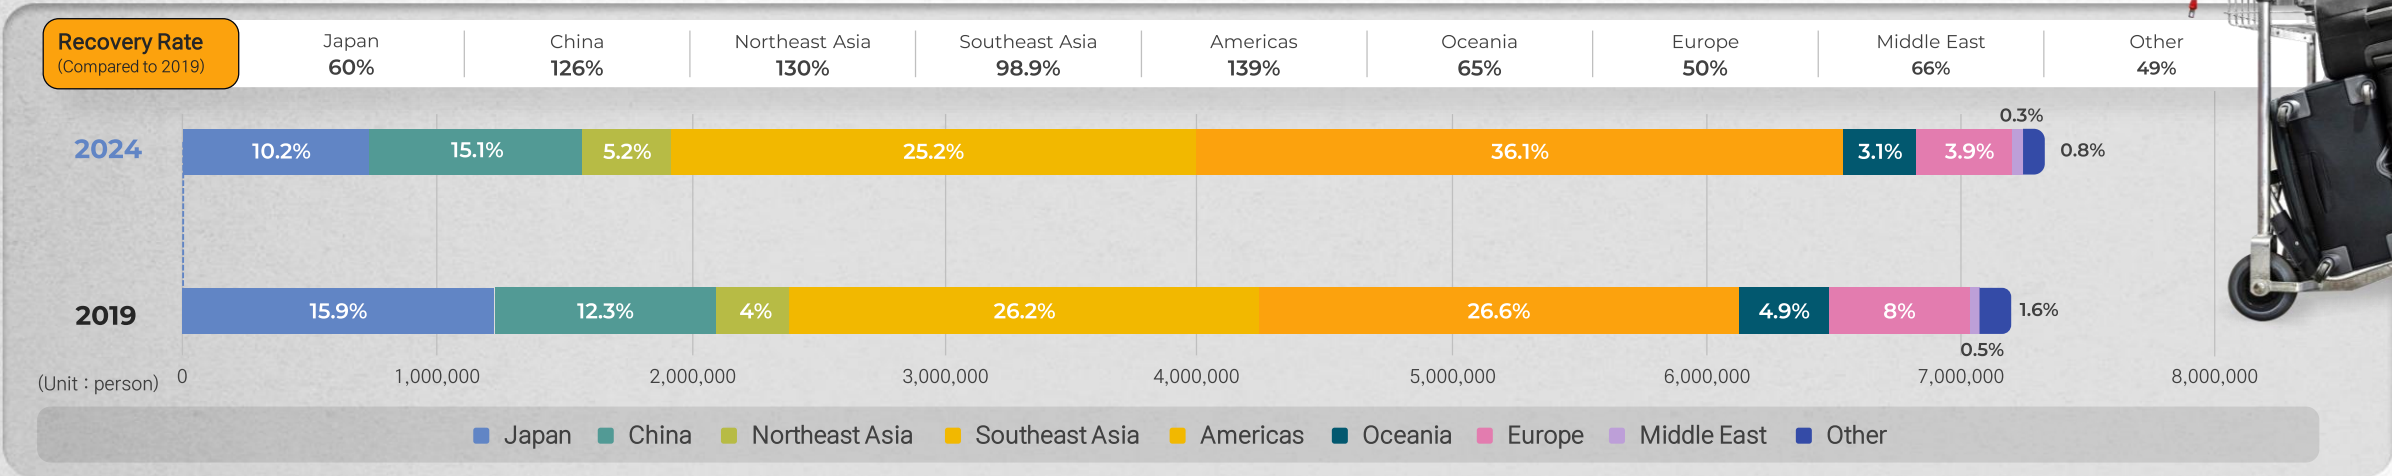 Recovery Rate
(Compared to 2019)
Japan
60%
China
126%
Northeast Asia
130%
Southeast Asia
98.9%
Americas
139%
Oceania
65%
Europe
50%
Middle East
66%
Other
49%
0.3%
2024
10.2%
15.1%
5.2%
25.2%
36.1%
3.1%
3.9%
0.8%
2019
15.9%
12.3%
4%
26.2%
26.6%
4.9%
8%
1.6%
0.5%
(Unit : person)
0
1,000,000
2,000,000
3,000,000
4,000,000
5,000,000
6,000,000
7,000,000
8,000,000
Japan
China
Northeast Asia
Southeast Asia
Americas
Oceania
Europe
Middle East
Other